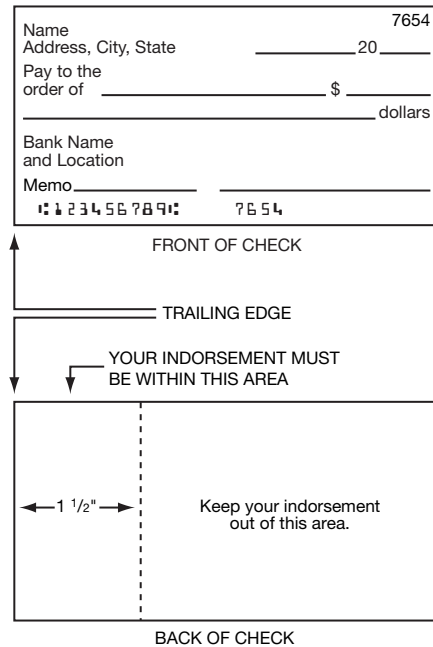 7654
Name
Address, City, State 20
Pay to the
order of $
dollars
Bank Name
and Location
Memo
⑆123456789⑆ 7654
FRONT OF CHECK
TRAILING EDGE
YOUR INDORSEMENT MUST
BE WITHIN THIS AREA
1 1/2"
Keep your indorsement
out of this area.
BACK OF CHECK